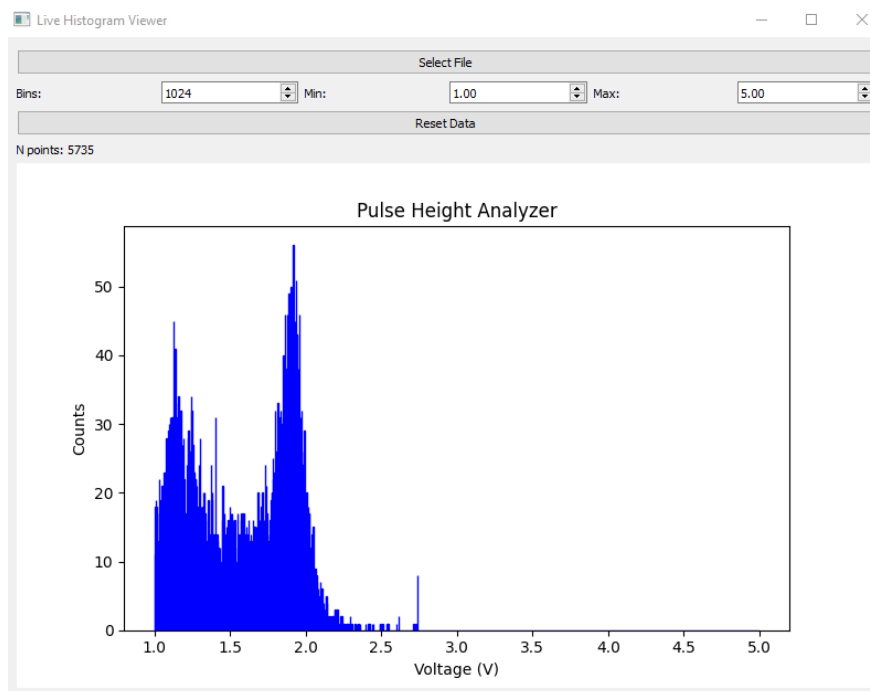 Live Histogram Viewer
Select File
Bins: 1024 Min: 1.00 Max: 5.00
Reset Data
N points: 5735
Pulse Height Analyzer
50
40
30
20
10
0
Counts
1.0 1.5 2.0 2.5 3.0 3.5 4.0 4.5 5.0
Voltage (V)